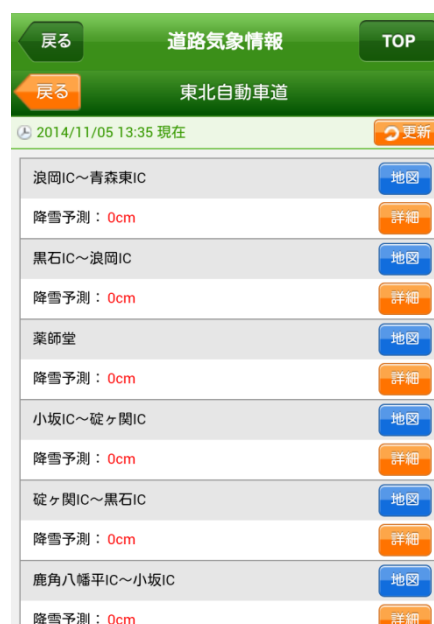 戻る 道路気象情報 TOP
戻る 東北自動車道
2014/11/05 13:35 現在 更新
浪岡IC～青森東IC 地図
降雪予測： 0cm 詳細
黒石IC～浪岡IC 地図
降雪予測： 0cm 詳細
薬師堂 地図
降雪予測： 0cm 詳細
小坂IC～碇ヶ関IC 地図
降雪予測： 0cm 詳細
碇ヶ関IC～黒石IC 地図
降雪予測： 0cm 詳細
鹿角八幡平IC～小坂IC 地図
降雪予測： 0cm 詳細